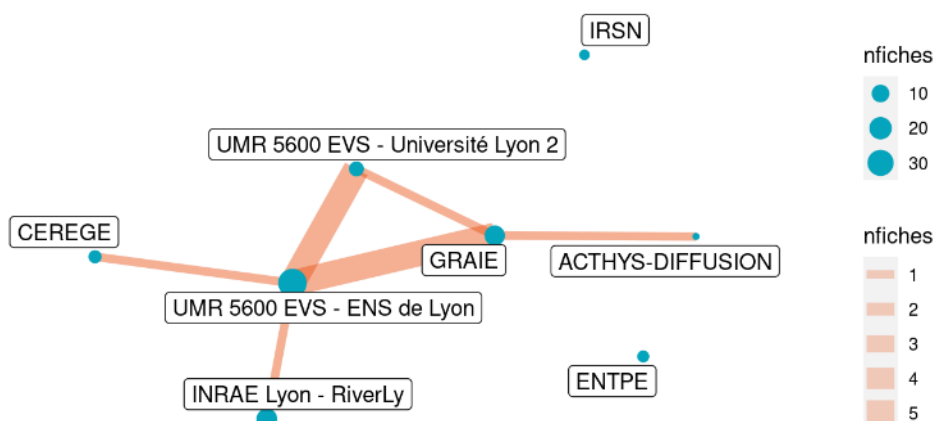 IRSN
nfiches
10
20
30
UMR 5600 EVS - Université Lyon 2
CEREGE
GRAIE
ACTHYS-DIFFUSION
nfiches
1
2
3
4
5
UMR 5600 EVS - ENS de Lyon
INRAE Lyon - RiverLy
ENTPE